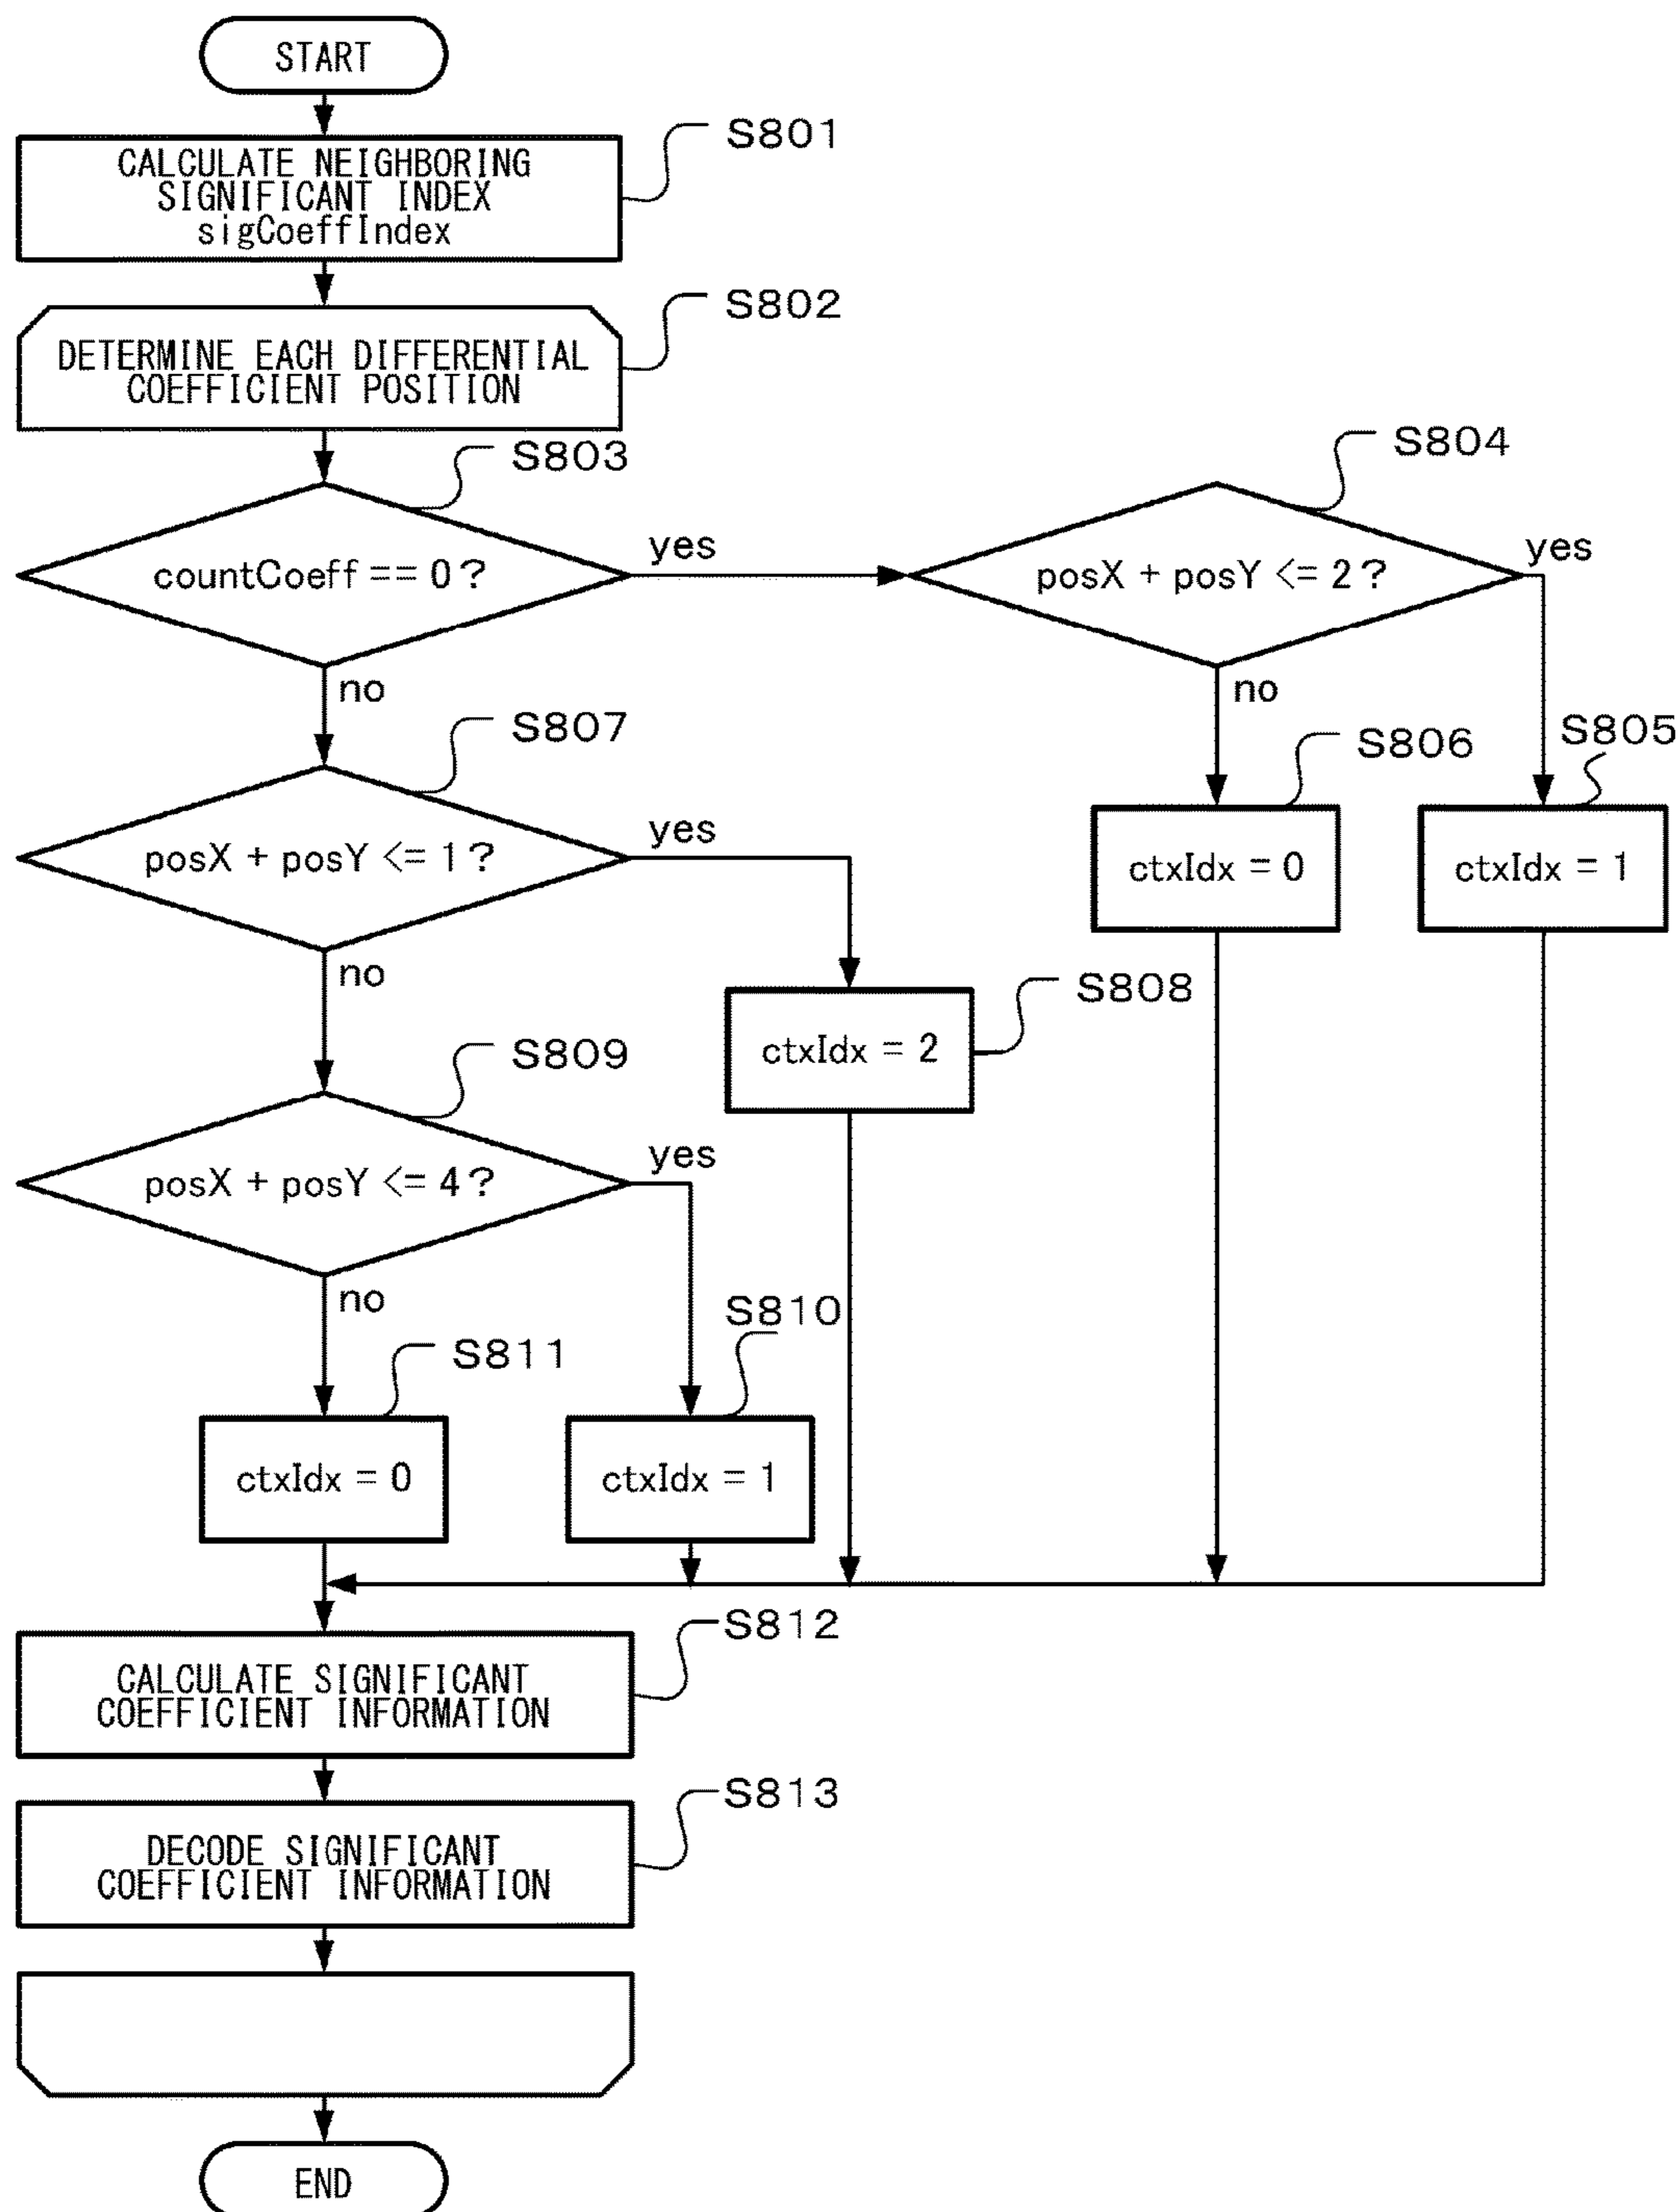 START
S801
CALCULATE NEIGHBORING
SIGNIFICANT INDEX
sigCoeffIndex
S802
DETERMINE EACH DIFFERENTIAL
COEFFICIENT POSITION
S803
countCoeff == 0?
yes
no
S804
posX + posY <= 2?
yes
no
S806
ctxIdx = 0
S805
ctxIdx = 1
S807
posX + posY <= 1?
yes
no
S808
ctxIdx = 2
S809
posX + posY <= 4?
yes
no
S811
ctxIdx = 0
S810
ctxIdx = 1
S812
CALCULATE SIGNIFICANT
COEFFICIENT INFORMATION
S813
DECODE SIGNIFICANT
COEFFICIENT INFORMATION
END